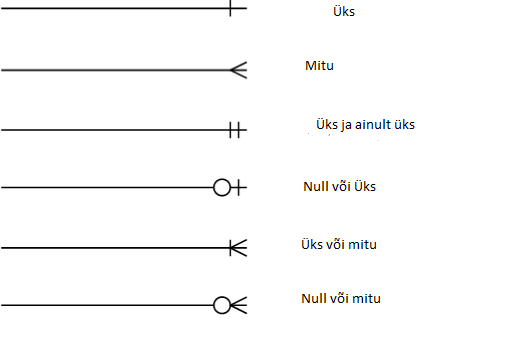 Üks
Mitu
Üks ja ainult üks
Null või Üks
Üks või mitu
Null või mitu